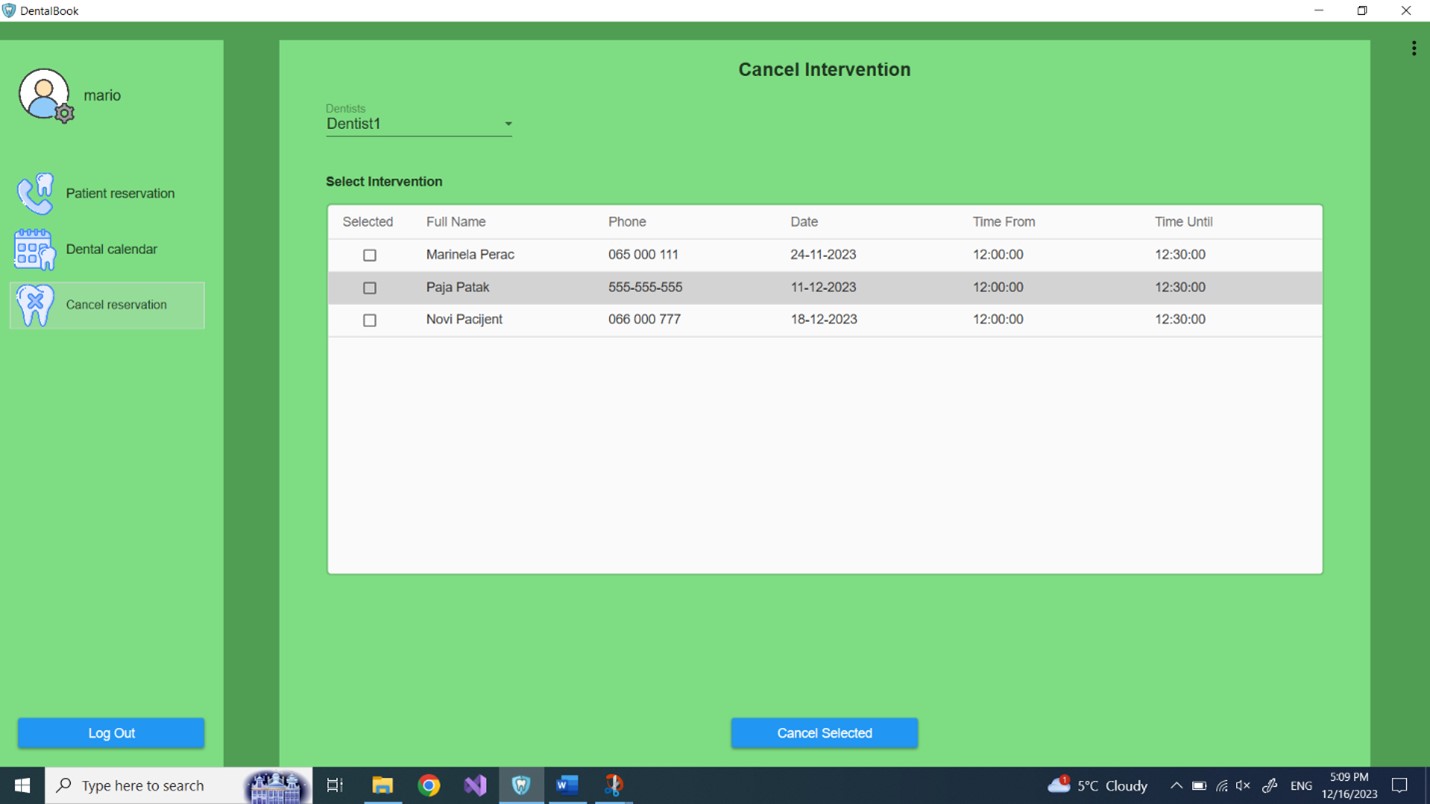 DentalBook
mario
Patient reservation
Dental calendar
Cancel reservation
Log Out
Cancel Intervention
Dentists
Dentist1
Select Intervention
Selected Full Name Phone Date Time From Time Until
Marinela Perac 065 000 111 24-11-2023 12:00:00 12:30:00
Paja Patak 555-555-555 11-12-2023 12:00:00 12:30:00
Novi Pacijent 066 000 777 18-12-2023 12:00:00 12:30:00
Cancel Selected
Type here to search
1
5°C Cloudy
ENG
5:09 PM
12/16/2023